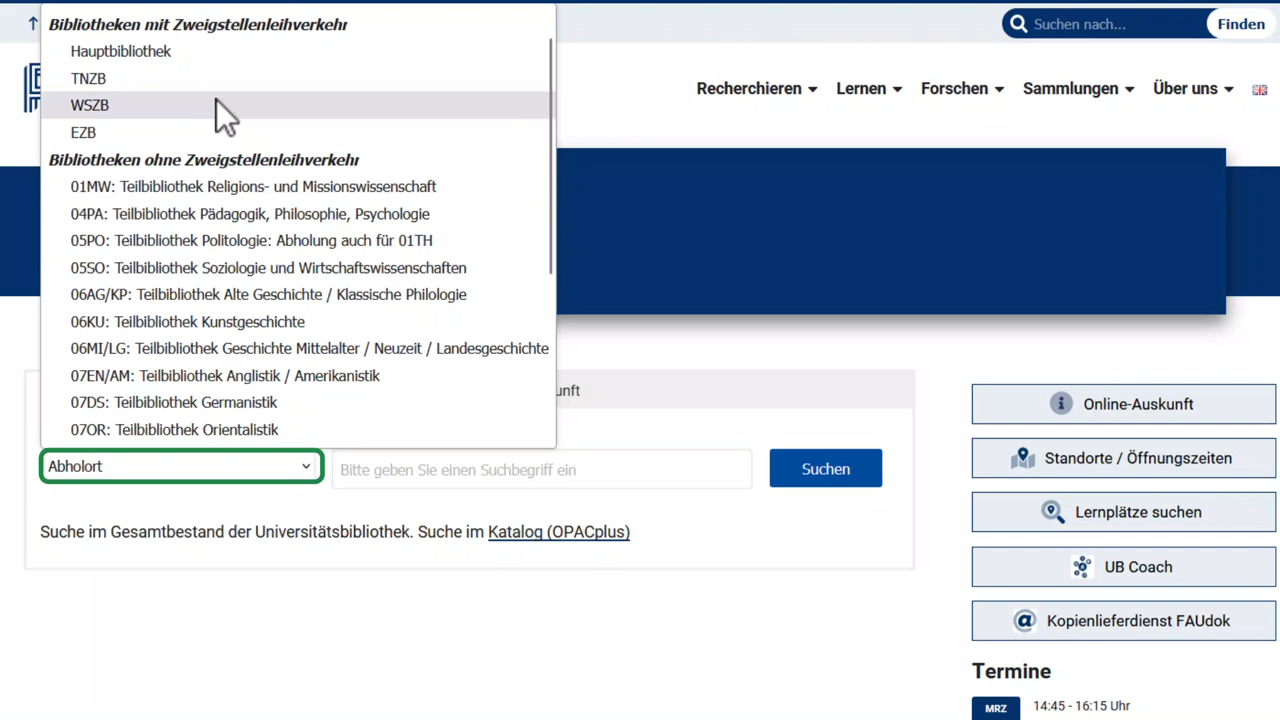 Bibliotheken mit Zweigstellenleihverkehr
Hauptbibliothek
TNZB
WSZB
EZB
Bibliotheken ohne Zweigstellenleihverkehr
01MW: Teilbibliothek Religions- und Missionswissenschaft
04PA: Teilbibliothek Pädagogik, Philosophie, Psychologie
05PO: Teilbibliothek Politologie: Abholung auch für 01TH
05SO: Teilbibliothek Soziologie und Wirtschaftswissenschaften
06AG/KP: Teilbibliothek Alte Geschichte / Klassische Philologie
06KU: Teilbibliothek Kunstgeschichte
06MI/LG: Teilbibliothek Geschichte Mittelalter / Neuzeit / Landesgeschichte
07EN/AM: Teilbibliothek Anglistik / Amerikanistik
07DS: Teilbibliothek Germanistik
07OR: Teilbibliothek Orientalistik
Suchen nach... Finden
Recherchieren Lernen Forschen Sammlungen Über uns
unft
Abholort Bitte geben Sie einen Suchbegriff ein Suchen
Suche im Gesamtbestand der Universitätsbibliothek. Suche im Katalog (OPACplus)
Online-Auskunft
Standorte / Öffnungszeiten
Lernplätze suchen
UB Coach
Kopienlieferdienst FAUdok
Termine
MRZ 14:45 - 16:15 Uhr